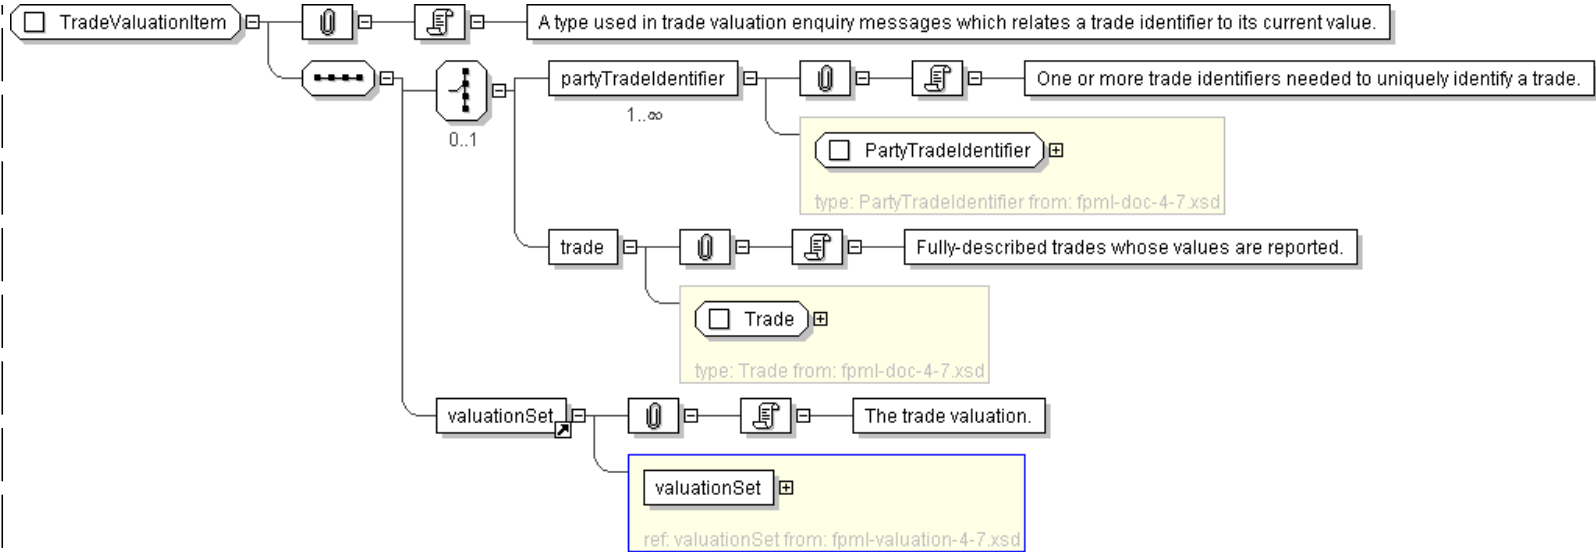 TradeValuationItem
A type used in trade valuation enquiry messages which relates a trade identifier to its current value.
partyTradeIdentifier
One or more trade identifiers needed to uniquely identify a trade.
1..∞
0..1
PartyTradeIdentifier
type: PartyTradeIdentifier from: fpml-doc-4-7.xsd
trade
Fully-described trades whose values are reported.
Trade
type: Trade from: fpml-doc-4-7.xsd
valuationSet
The trade valuation.
valuationSet
ref: valuationSet from: fpml-valuation-4-7.xsd